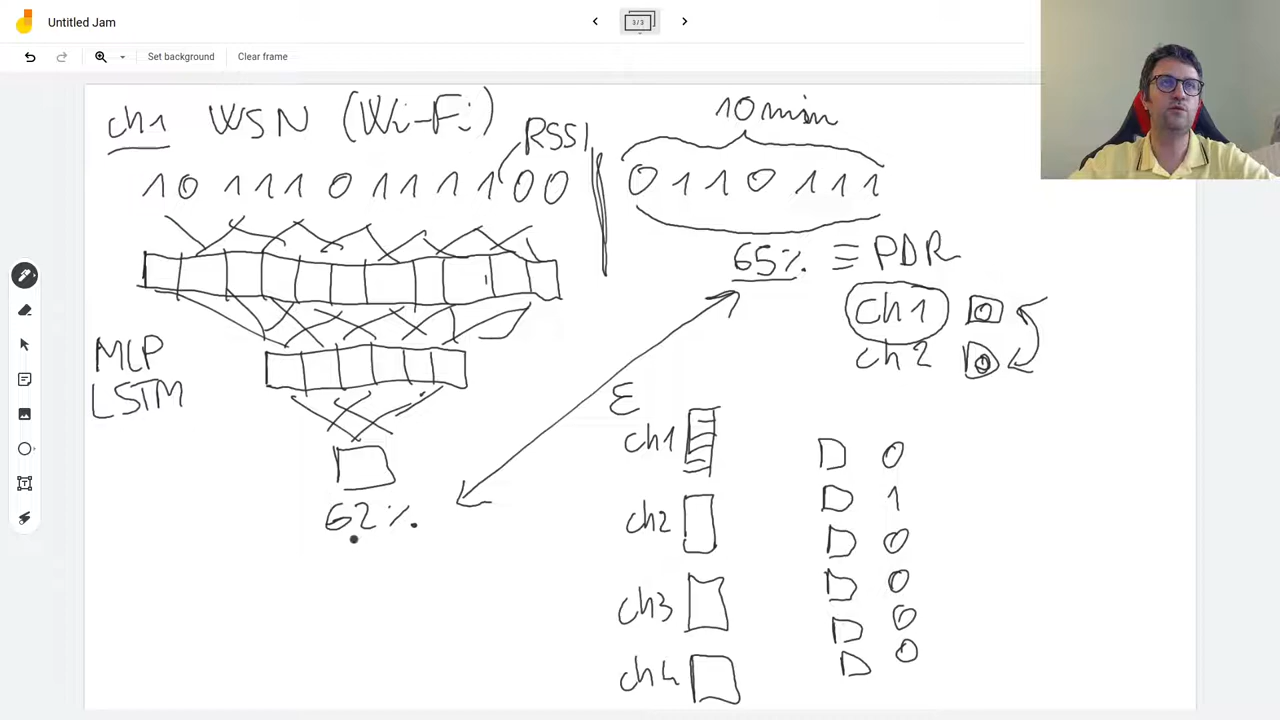 Untitled Jam
3/3
Set background
Clear frame
ch1 WSN (Wi-Fi)
10 min
RSSI
1 0 1 1 1 0 1 1 1 1 0 0
0 1 1 0 1 1 1
65% ≡ PDR
ch1
ch2
MLP
LSTM
ε
62%
ch1
ch2
ch3
ch4
D 0
D 1
D 0
D 0
D 0
D 0